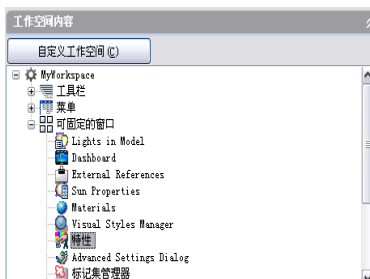 工作空间内容
自定义工作空间(C)
MyWorkspace
工具栏
菜单
可固定的窗口
Lights in Model
Dashboard
External References
Sun Properties
Materials
Visual Styles Manager
特性
Advanced Settings Dialog
标记集管理器